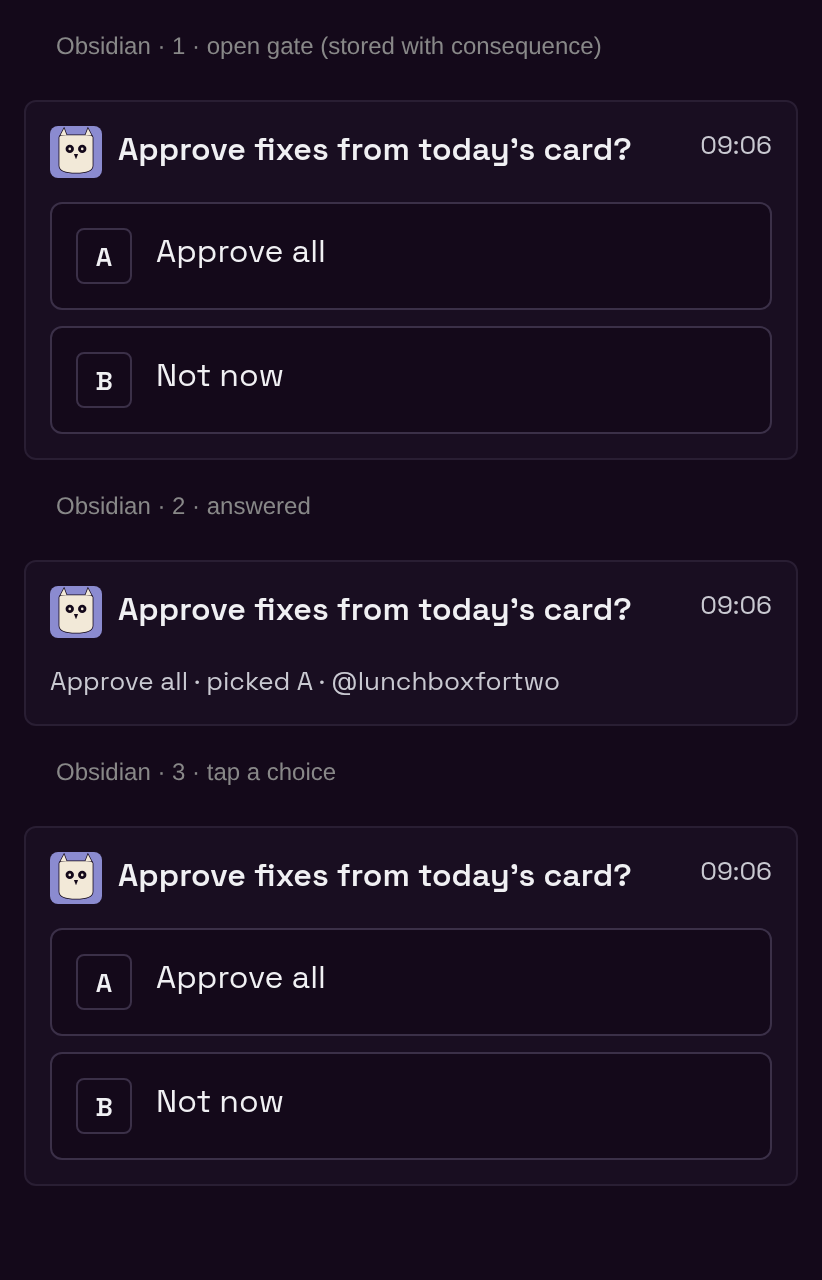 Obsidian · 1 · open gate (stored with consequence)
Approve fixes from today’s card? 09:06
A Approve all
B Not now
Obsidian · 2 · answered
Approve fixes from today’s card? 09:06
Approve all · picked A · @lunchboxfortwo
Obsidian · 3 · tap a choice
Approve fixes from today’s card? 09:06
A Approve all
B Not now